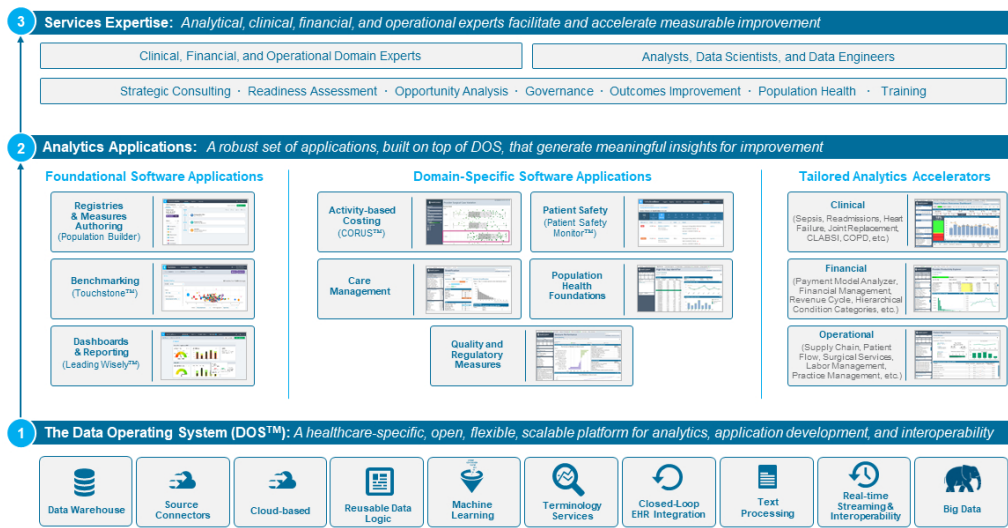 3
Services Expertise: Analytical, clinical, financial, and operational experts facilitate and accelerate measurable improvement
Clinical, Financial, and Operational Domain Experts
Analysts, Data Scientists, and Data Engineers
Strategic Consulting · Readiness Assessment · Opportunity Analysis · Governance · Outcomes Improvement · Population Health · Training
2
Analytics Applications: A robust set of applications, built on top of DOS, that generate meaningful insights for improvement
Foundational Software Applications
Registries
& Measures
Authoring
(Population Builder)
Benchmarking
(Touchstone™)
Dashboards
& Reporting
(Leading Wisely™)
Domain-Specific Software Applications
Activity-based
Costing
(CORUS™)
Patient Safety
(Patient Safety
Monitor™)
Care
Management
Population
Health
Foundations
Quality and
Regulatory
Measures
Tailored Analytics Accelerators
Clinical
(Sepsis, Readmissions, Heart
Failure, Joint Replacement,
CLABSI, COPD, etc.)
Financial
(Payment Model Analyzer,
Financial Management,
Revenue Cycle, Hierarchical
Condition Categories, etc.)
Operational
(Supply Chain, Patient
Flow, Surgical Services,
Labor Management,
Practice Management, etc.)
1
The Data Operating System (DOS™): A healthcare-specific, open, flexible, scalable platform for analytics, application development, and interoperability
Data Warehouse
Source
Connectors
Cloud-based
Reusable Data
Logic
Machine
Learning
Terminology
Services
Closed-Loop
EHR Integration
Text
Processing
Real-time
Streaming &
Interoperability
Big Data